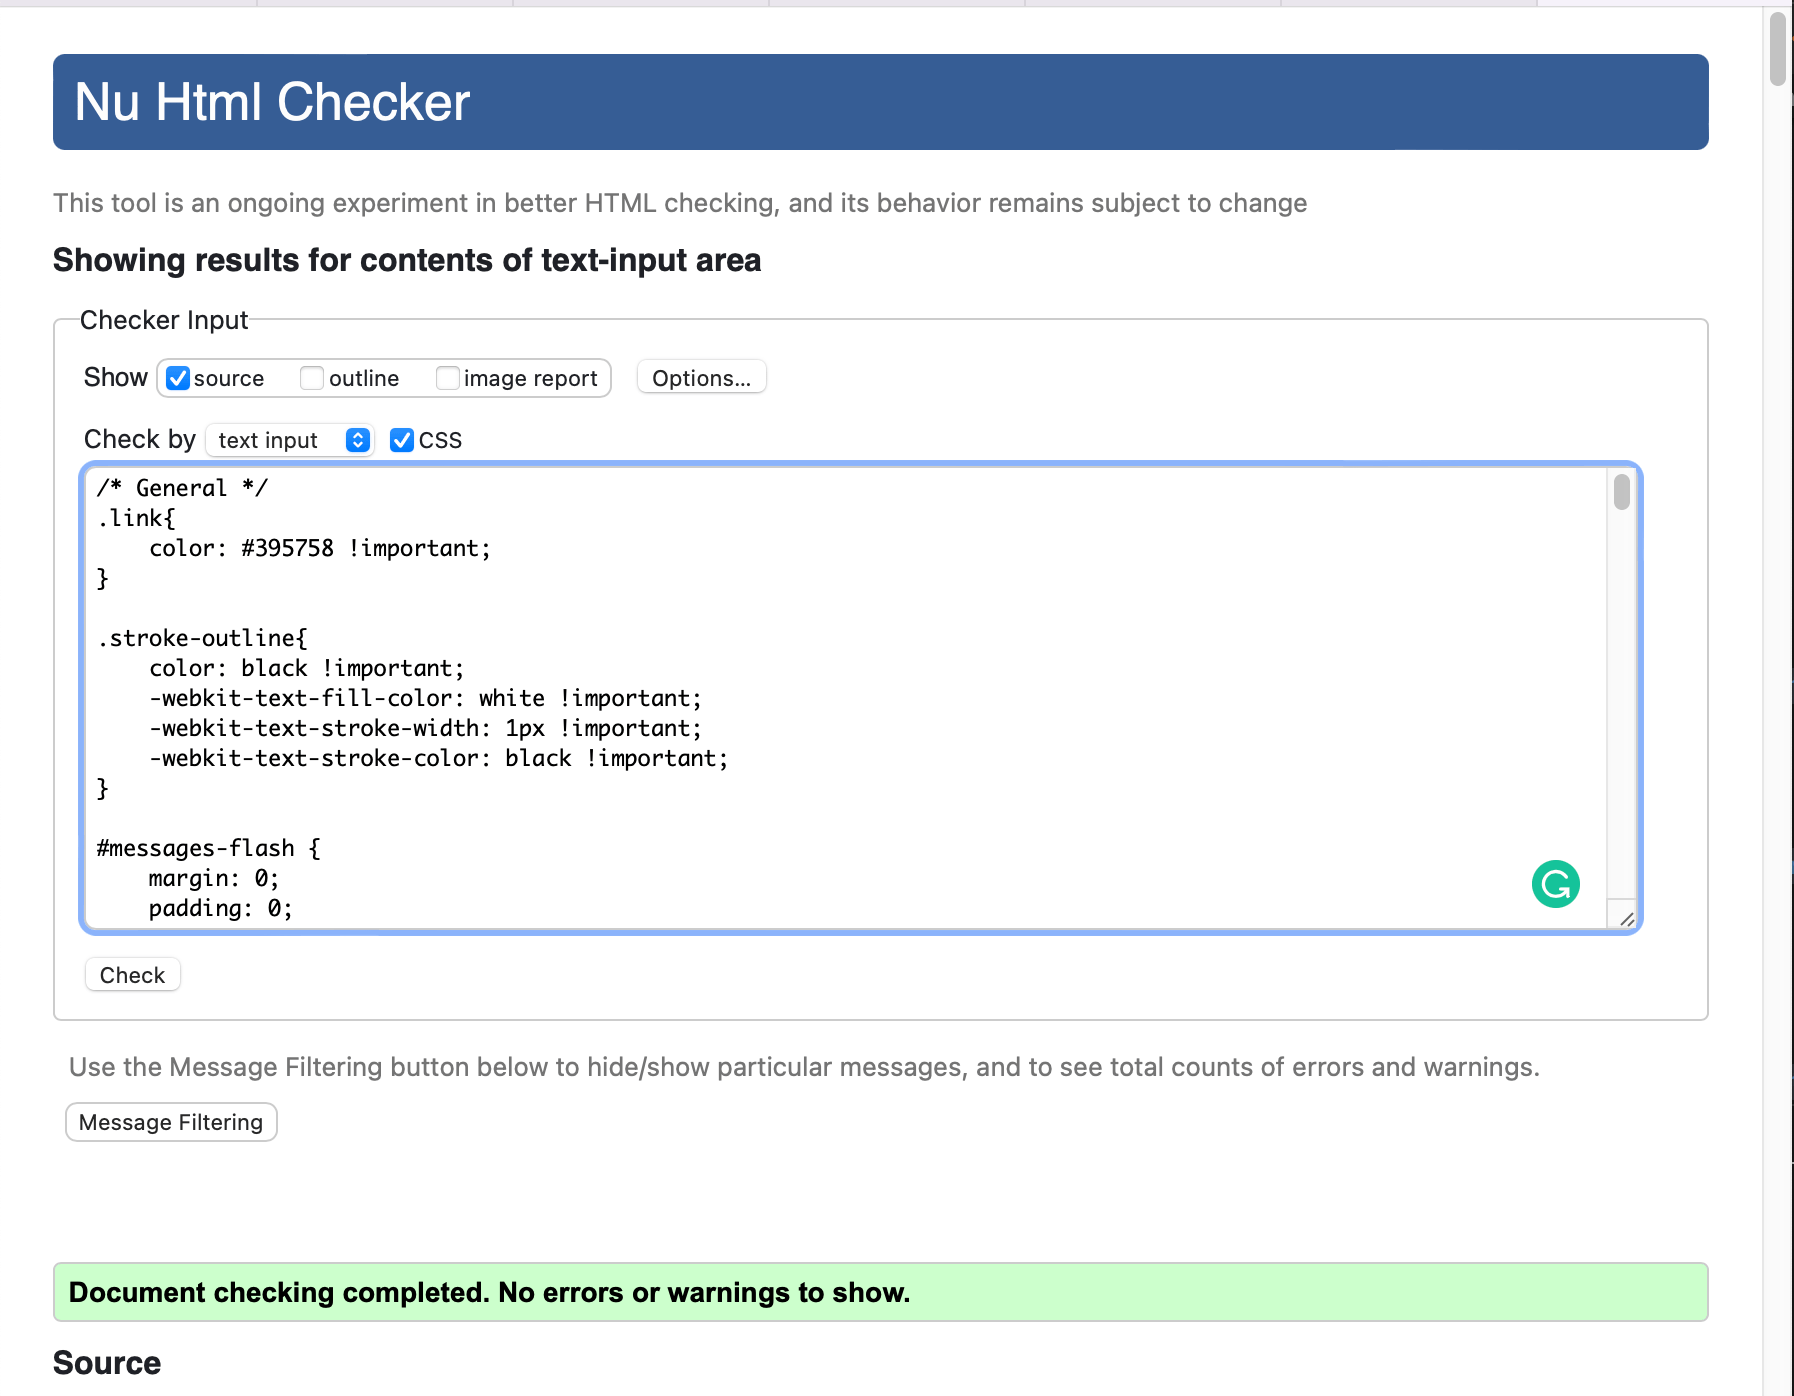 Nu Html Checker
This tool is an ongoing experiment in better HTML checking, and its behavior remains subject to change
Showing results for contents of text-input area
Checker Input
Show source outline image report Options...
Check by text input CSS
/* General */
.link{
    color: #395758 !important;
}
.stroke-outline{
    color: black !important;
    -webkit-text-fill-color: white !important;
    -webkit-text-stroke-width: 1px !important;
    -webkit-text-stroke-color: black !important;
}
#messages-flash {
    margin: 0;
    padding: 0;
Check
Use the Message Filtering button below to hide/show particular messages, and to see total counts of errors and warnings.
Message Filtering
Document checking completed. No errors or warnings to show.
Source